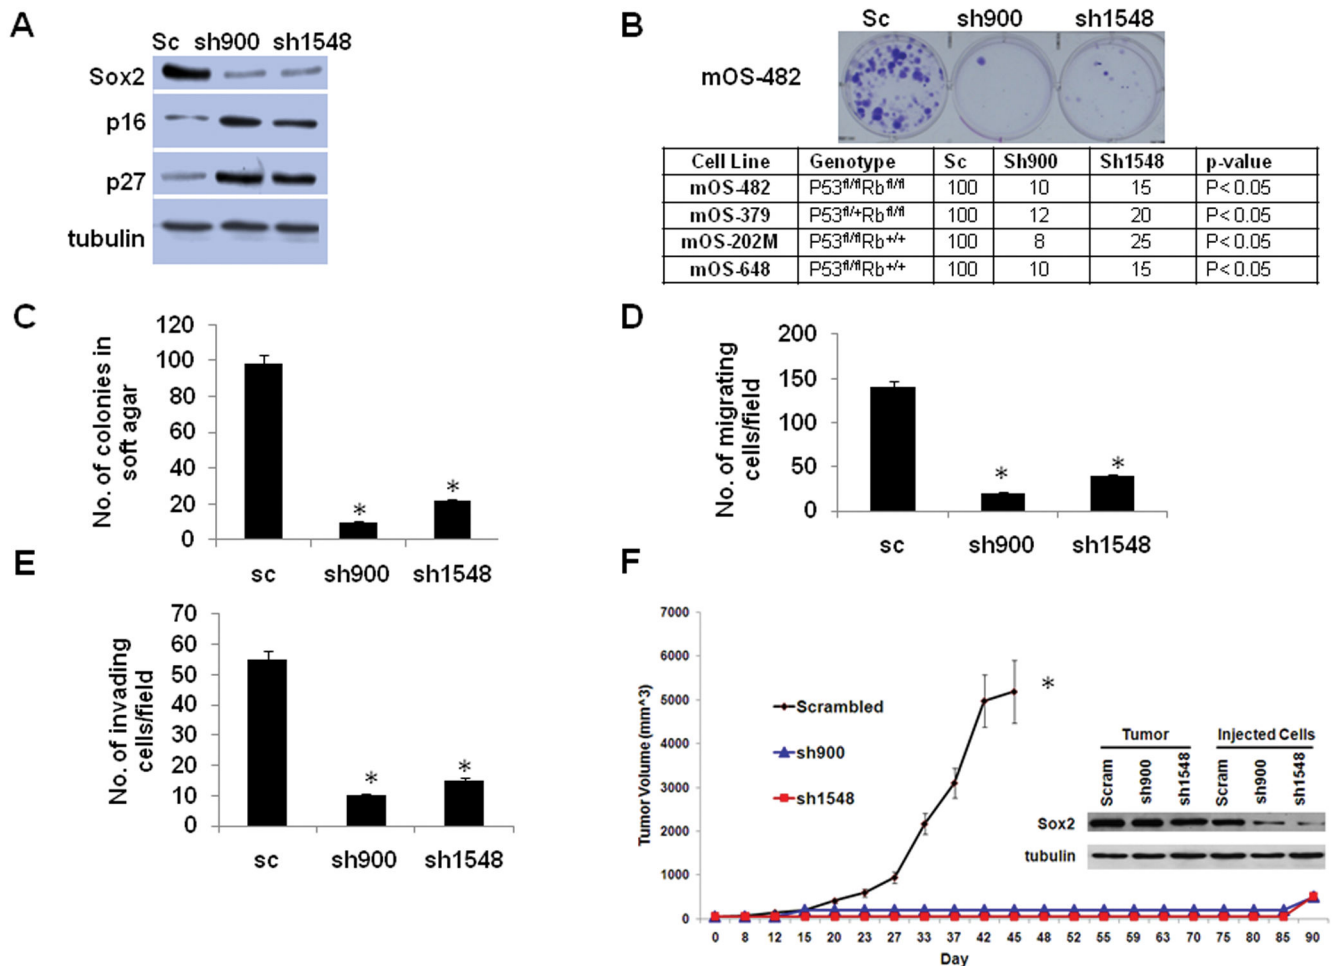 A
Sc sh900 sh1548
Sox2
p16
p27
tubulin
B
Sc sh900 sh1548
mOS-482
Cell Line Genotype Sc Sh900 Sh1548 p-value
mOS-482 P53fl/flRbfl/fl 100 10 15 P< 0.05
mOS-379 P53fl/+Rbfl/fl 100 12 20 P< 0.05
mOS-202M P53fl/flRb+/+ 100 8 25 P< 0.05
mOS-648 P53fl/flRb+/+ 100 10 15 P< 0.05
C
No. of colonies in
soft agar
120
100
80
60
40
20
0
* *
sc sh900 sh1548
D
No. of migrating
cells/field
200
150
100
50
0
* *
sc sh900 sh1548
E
No. of invading
cells/field
70
60
50
40
30
20
10
0
* *
sc sh900 sh1548
F
Tumor Volume (mm^3)
7000
6000
5000
4000
3000
2000
1000
0
Scrambled
sh900
sh1548
*
Tumor Injected Cells
Scram sh900 sh1548 Scram sh900 sh1548
Sox2
tubulin
0 8 12 15 20 23 27 33 37 42 45 48 52 55 59 63 70 75 80 85 90
Day